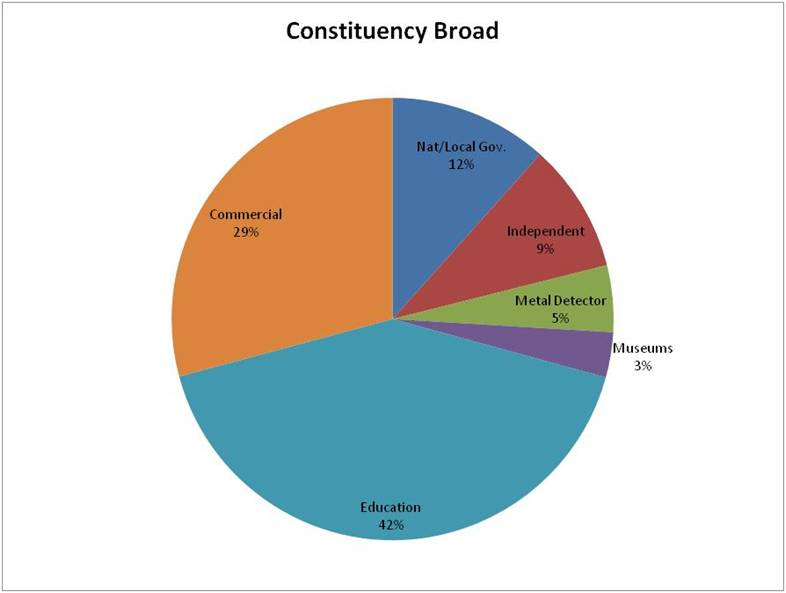 Constituency Broad
Nat/Local Gov.
12%
Independent
9%
Metal Detector
5%
Museums
3%
Education
42%
Commercial
29%